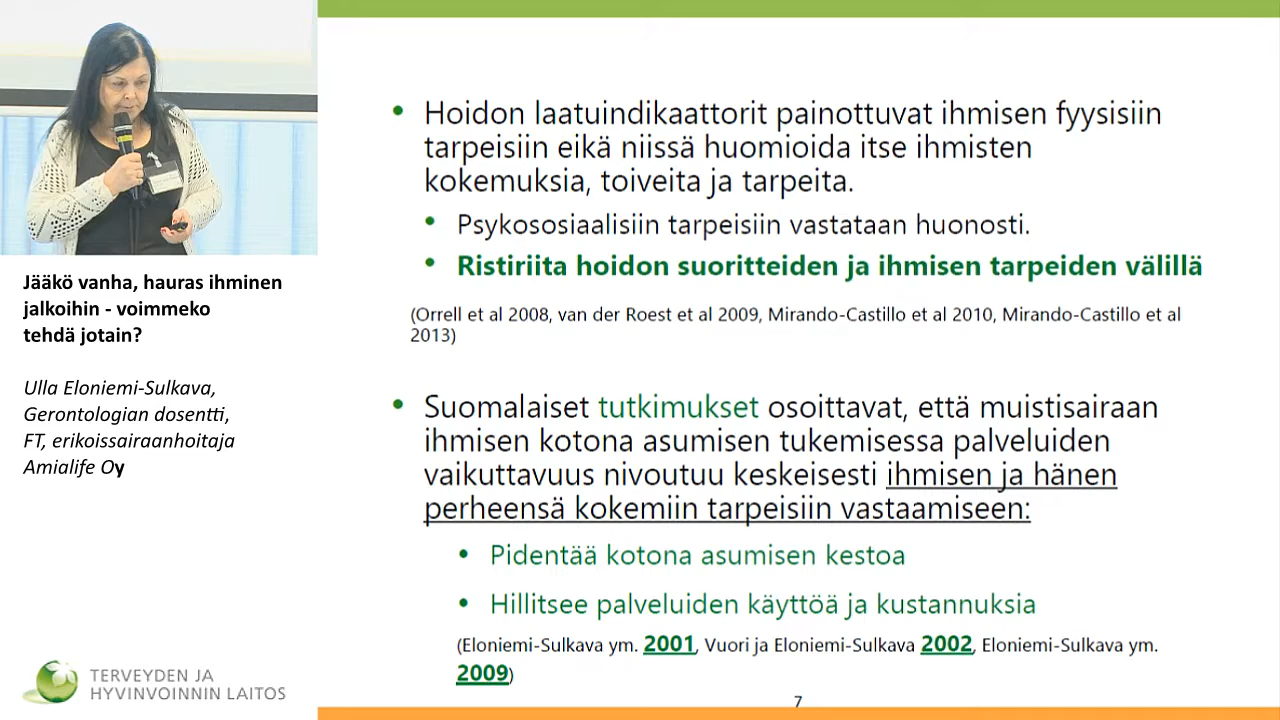 Jääkö vanha, hauras ihminen
jalkoihin - voimmeko
tehdä jotain?
Ulla Eloniemi-Sulkava,
Gerontologian dosentti,
FT, erikoissairaanhoitaja
Amialife Oy
TERVEYDEN JA
HYVINVOINNIN LAITOS
• Hoidon laatuindikaattorit painottuvat ihmisen fyysisiin
tarpeisiin eikä niissä huomioida itse ihmisten
kokemuksia, toiveita ja tarpeita.
• Psykososiaalisiin tarpeisiin vastataan huonosti.
• Ristiriita hoidon suoritteiden ja ihmisen tarpeiden välillä
(Orrell et al 2008, van der Roest et al 2009, Mirando-Castillo et al 2010, Mirando-Castillo et al
2013)
• Suomalaiset tutkimukset osoittavat, että muistisairaan
ihmisen kotona asumisen tukemisessa palveluiden
vaikuttavuus nivoutuu keskeisesti ihmisen ja hänen
perheensä kokemiin tarpeisiin vastaamiseen:
• Pidentää kotona asumisen kestoa
• Hillitsee palveluiden käyttöä ja kustannuksia
(Eloniemi-Sulkava ym. 2001, Vuori ja Eloniemi-Sulkava 2002, Eloniemi-Sulkava ym.
2009)
7